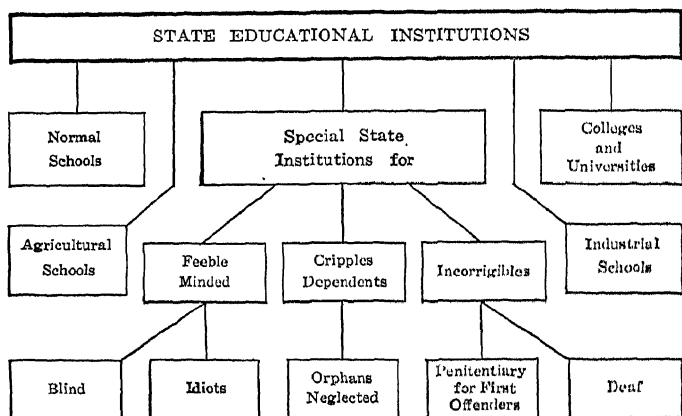 STATE EDUCATIONAL INSTITUTIONS
Normal
Schools
Special State
Institutions for
Colleges
and
Universities
Agricultural
Schools
Feeble
Minded
Cripples
Dependents
Incorrigibles
Industrial
Schools
Blind
Idiots
Orphans
Neglected
Penitentiary
for First
Offenders
Deaf